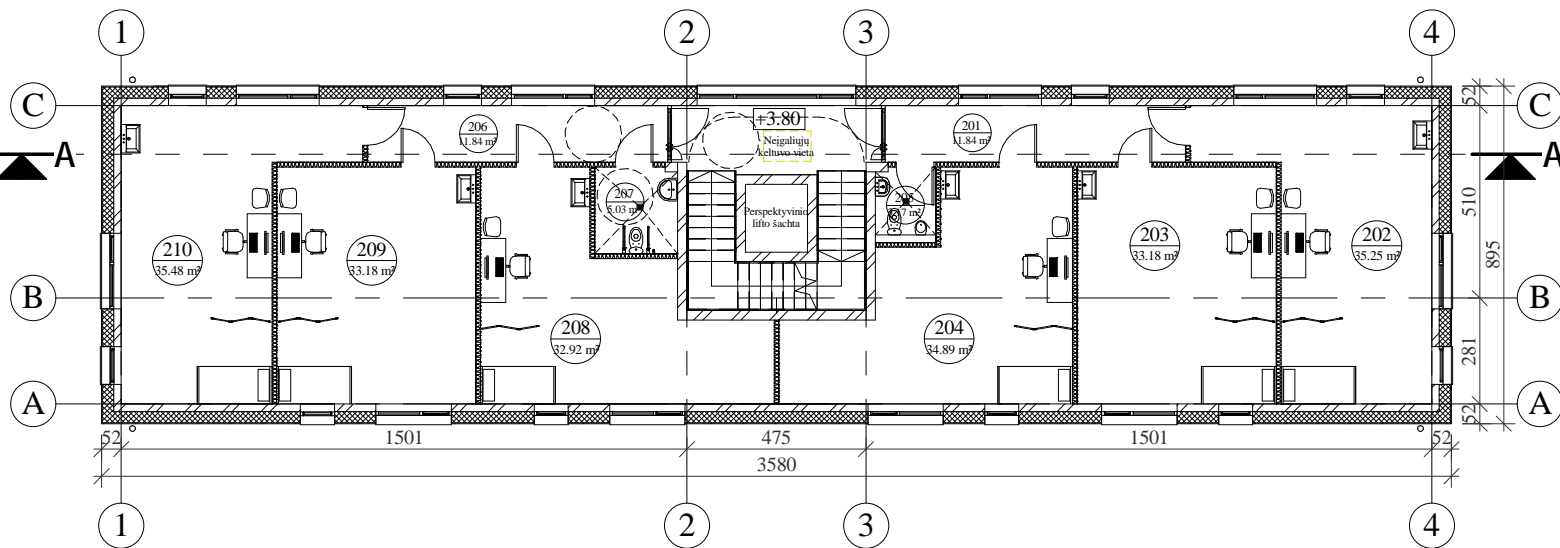 1
2
3
4
C
C
52
+3.80
206
11.84 m²
201
11.84 m²
Neįgaliųjų
keltuvo vieta
A
A
207
5.03 m²
510
Perspektyvinio
lifto šachta
210
35.48 m²
209
33.18 m²
203
33.18 m²
202
35.25 m²
895
B
B
208
32.92 m²
204
34.89 m²
281
A
A
52
52
1501
475
1501
52
3580
1
2
3
4